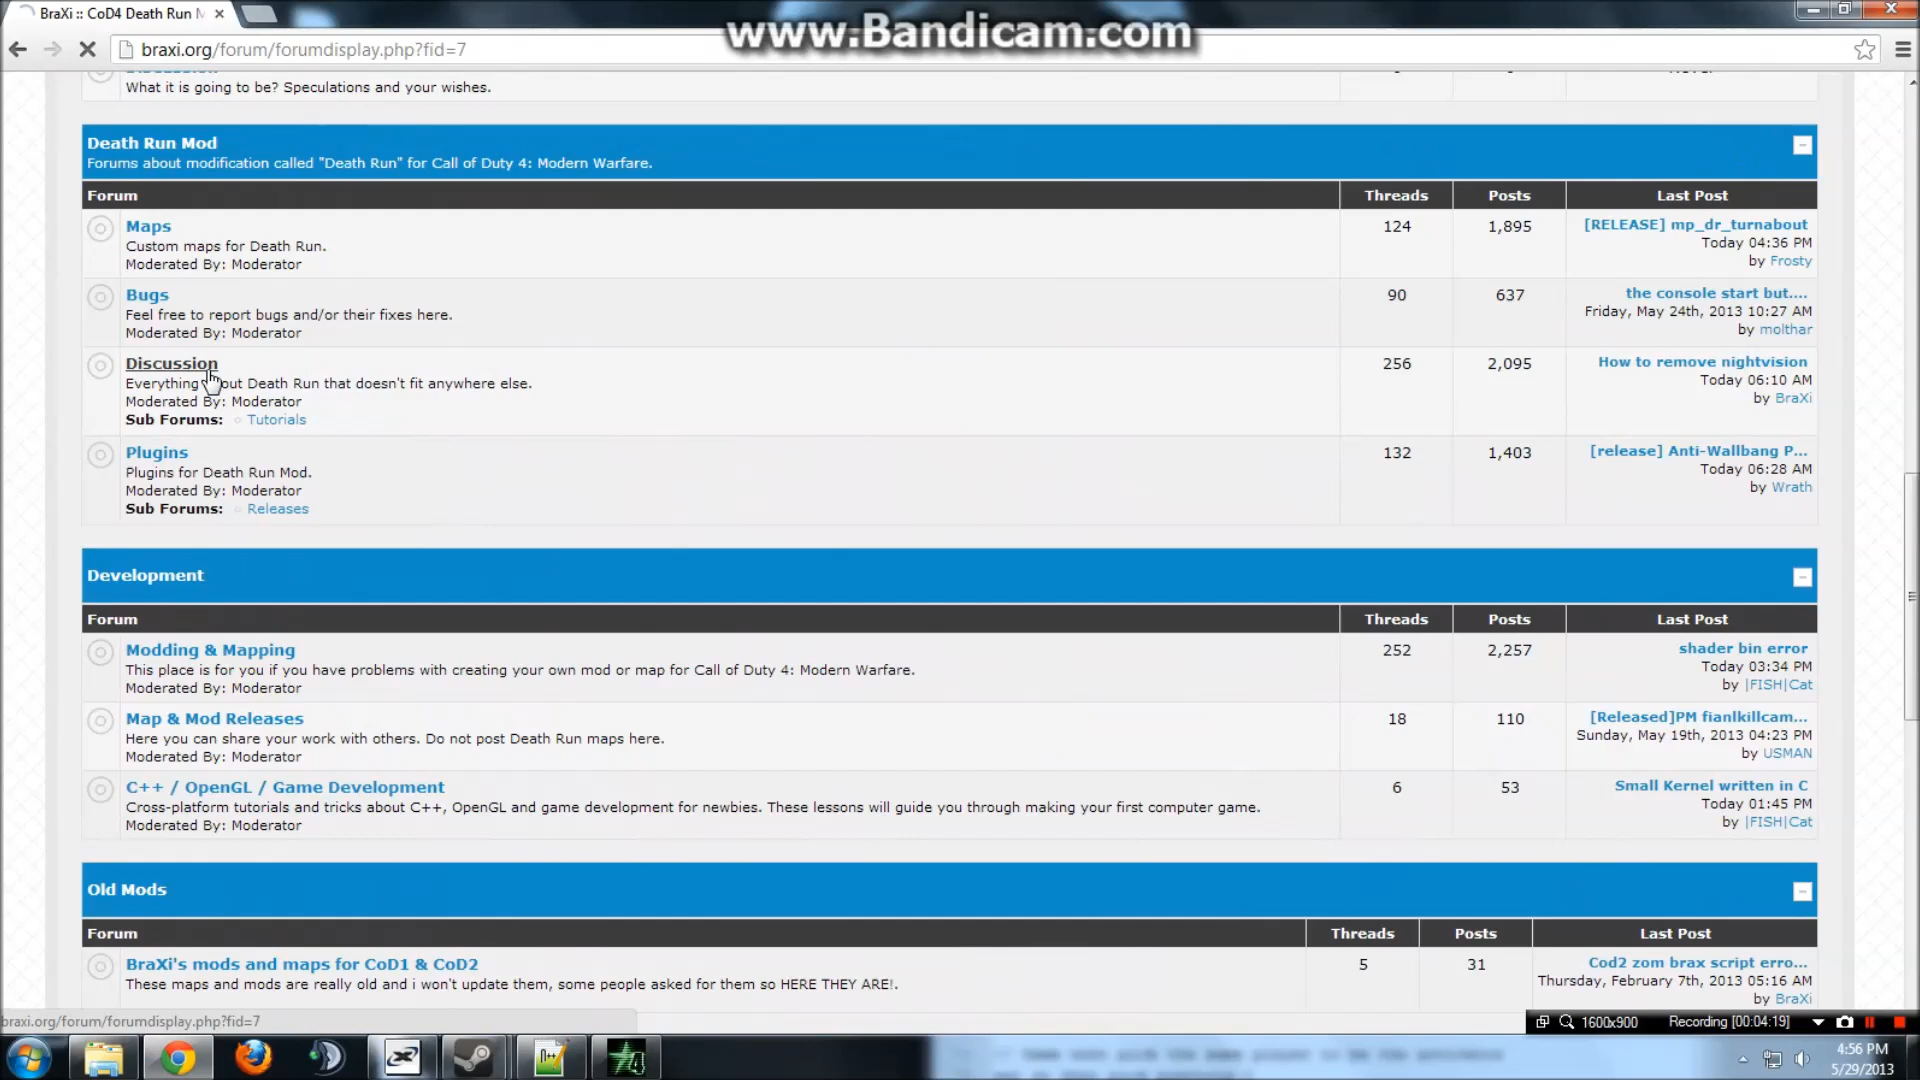 BraXi :: CoD4 Death Run M
www.Bandicam.com
braxi.org/forum/forumdisplay.php?fid=7
What it is going to be? Speculations and your wishes.
Death Run Mod
Forums about modification called "Death Run" for Call of Duty 4: Modern Warfare.
Forum Threads Posts Last Post
Maps 124 1,895 [RELEASE] mp_dr_turnabout
Custom maps for Death Run. Today 04:36 PM
Moderated By: Moderator by Frosty
Bugs 90 637 the console start but....
Feel free to report bugs and/or their fixes here. Friday, May 24th, 2013 10:27 AM
Moderated By: Moderator by molthar
Discussion 256 2,095 How to remove nightvision
Everything out Death Run that doesn't fit anywhere else. Today 06:10 AM
Moderated By: Moderator by BraXi
Sub Forums: Tutorials
Plugins 132 1,403 [release] Anti-Wallbang P...
Plugins for Death Run Mod. Today 06:28 AM
Moderated By: Moderator by Wrath
Sub Forums: Releases
Development
Forum Threads Posts Last Post
Modding & Mapping 252 2,257 shader bin error
This place is for you if you have problems with creating your own mod or map for Call of Duty 4: Modern Warfare. Today 03:34 PM
Moderated By: Moderator by |FISH|Cat
Map & Mod Releases 18 110 [Released]PM fianlkillcam...
Here you can share your work with others. Do not post Death Run maps here. Sunday, May 19th, 2013 04:23 PM
Moderated By: Moderator by USMAN
C++ / OpenGL / Game Development 6 53 Small Kernel written in C
Cross-platform tutorials and tricks about C++, OpenGL and game development for newbies. These lessons will guide you through making your first computer game. Today 01:45 PM
Moderated By: Moderator by |FISH|Cat
Old Mods
Forum Threads Posts Last Post
BraXi's mods and maps for CoD1 & CoD2 5 31 Cod2 zom brax script erro...
These maps and mods are really old and i won't update them, some people asked for them so HERE THEY ARE!. Thursday, February 7th, 2013 05:16 AM
by BraXi
braxi.org/forum/forumdisplay.php?fid=7
1600x900 Recording [00:04:19]
4:56 PM
5/29/2013